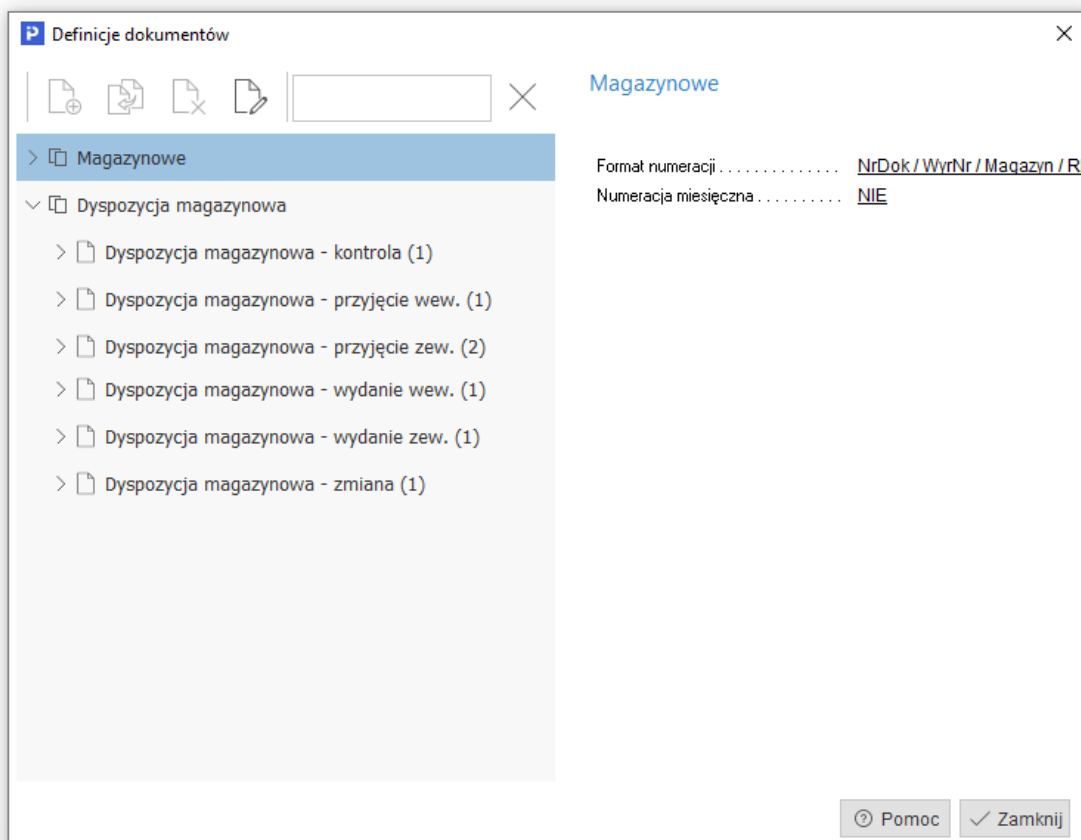 Definicje dokumentów
Magazynowe
Magazynowe
Format numeracji . . . . . . . . . . . . . . NrDok / WyrNr / Magazyn / R
Numeracja miesięczna . . . . . . . . . . NIE
Dyspozycja magazynowa
Dyspozycja magazynowa - kontrola (1)
Dyspozycja magazynowa - przyjęcie wew. (1)
Dyspozycja magazynowa - przyjęcie zew. (2)
Dyspozycja magazynowa - wydanie wew. (1)
Dyspozycja magazynowa - wydanie zew. (1)
Dyspozycja magazynowa - zmiana (1)
Pomoc
Zamknij